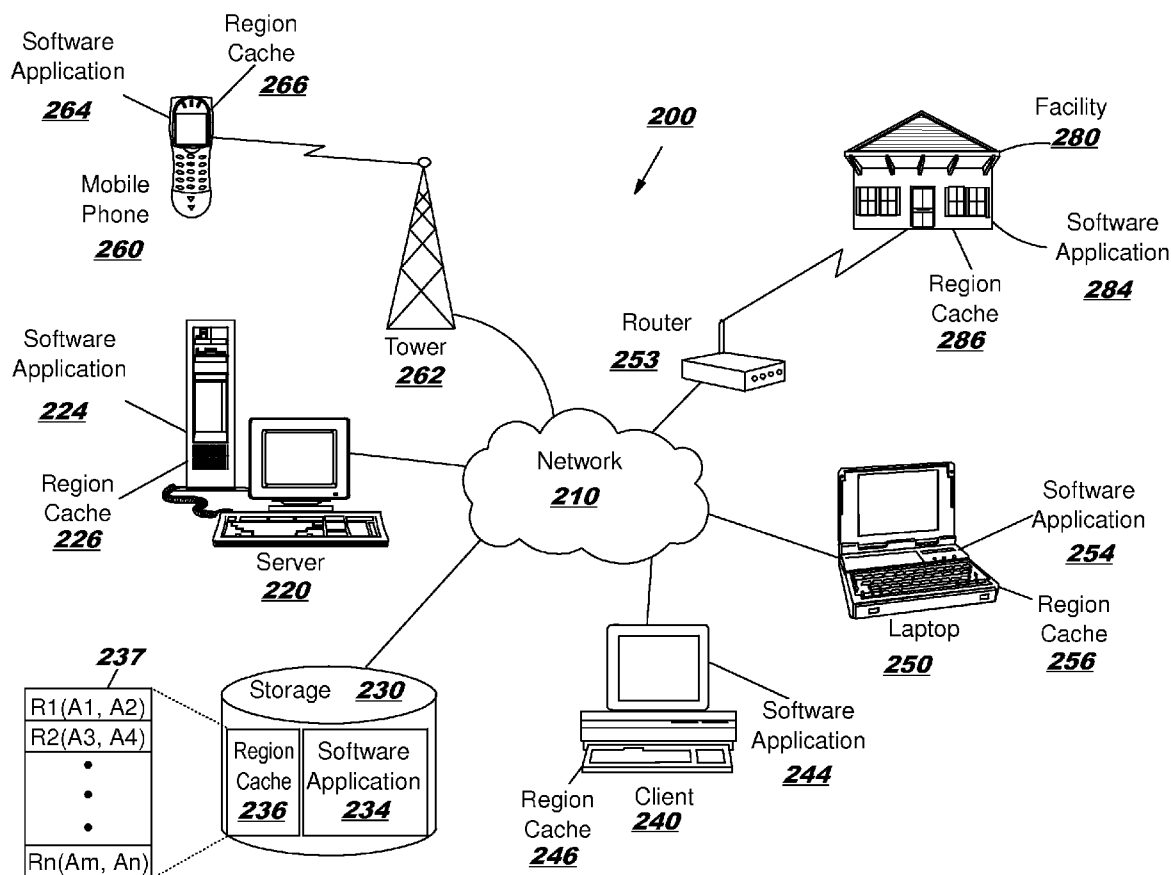 Software
Application
264
Region
Cache
266
Mobile
Phone
260
200
Facility
280
Software
Application
284
Region
Cache
286
Tower
262
Router
253
Software
Application
224
Region
Cache
226
Server
220
Network
210
Software
Application
254
Region
Cache
256
Laptop
250
237
R1(A1, A2)
R2(A3, A4)
Rn(Am, An)
Storage 230
Region
Cache
236
Software
Application
234
Software
Application
244
Region
Cache
246
Client
240